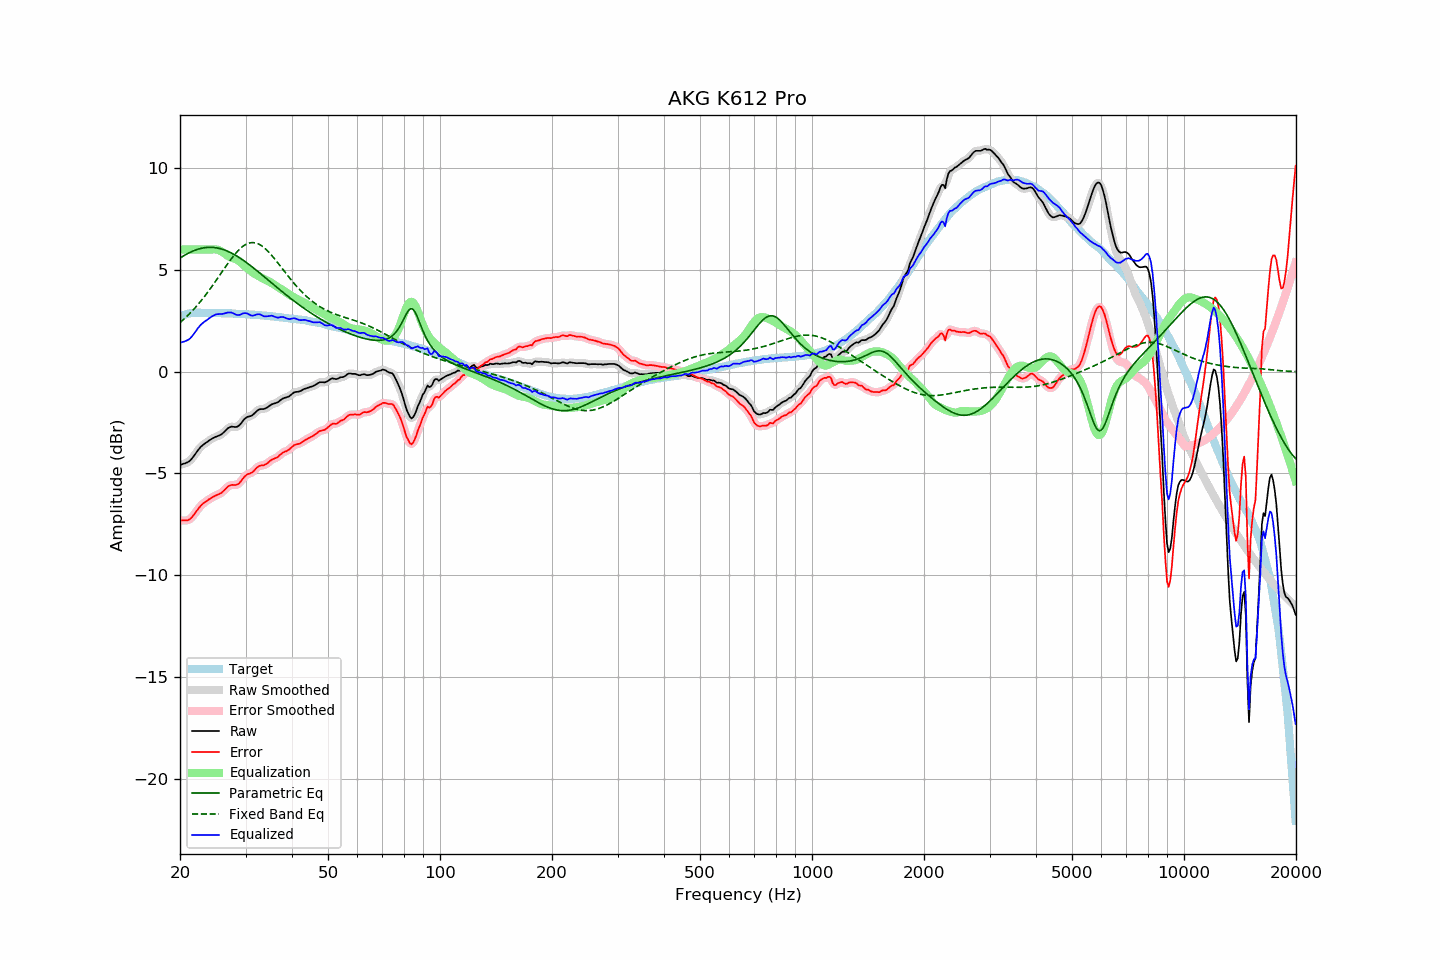 AKG K612 Pro
Amplitude (dBr)
10
5
0
−5
−10
−15
−20
Target
Raw Smoothed
Error Smoothed
Raw
Error
Equalization
Parametric Eq
Fixed Band Eq
Equalized
20 50 100 200 500 1000 2000 5000 10000 20000
Frequency (Hz)